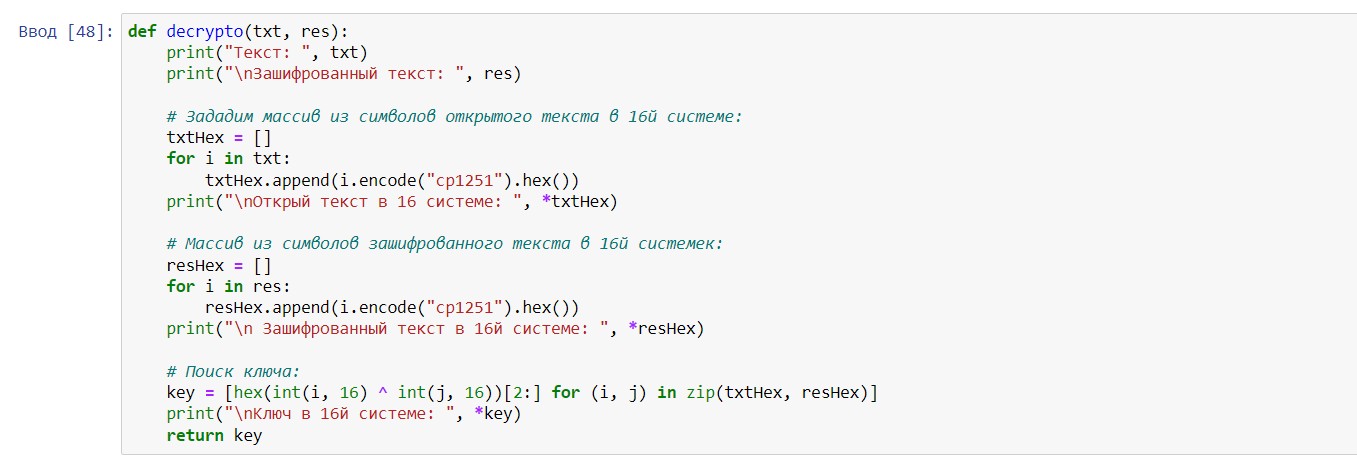 Ввод [48]: def decrypto(txt, res):
    print("Текст: ", txt)
    print("\nЗашифрованный текст: ", res)

    # Зададим массив из символов открытого текста в 16й системе:
    txtHex = []
    for i in txt:
        txtHex.append(i.encode("cp1251").hex())
    print("\nОткрый текст в 16 системе: ", *txtHex)

    # Массив из символов зашифрованного текста в 16й системек:
    resHex = []
    for i in res:
        resHex.append(i.encode("cp1251").hex())
    print("\n Зашифрованный текст в 16й системе: ", *resHex)

    # Поиск ключа:
    key = [hex(int(i, 16) ^ int(j, 16))[2:] for (i, j) in zip(txtHex, resHex)]
    print("\nКлюч в 16й системе: ", *key)
    return key